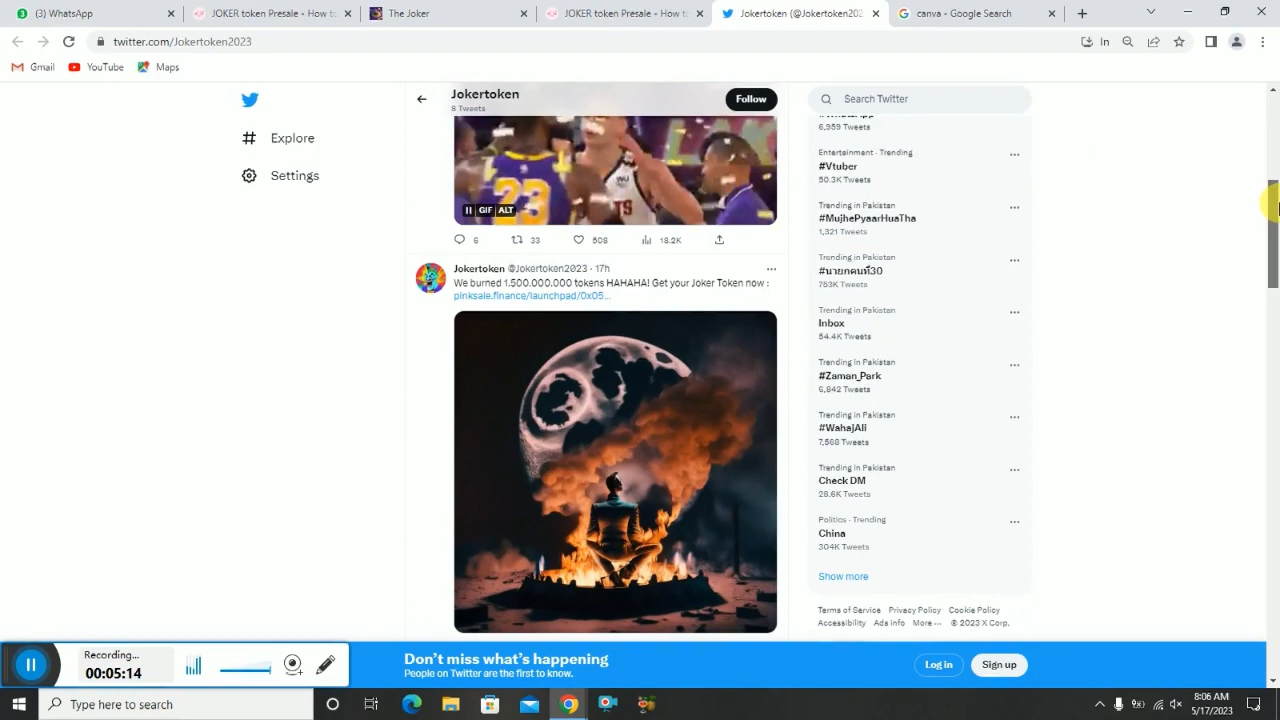 (3) WhatsApp
JOKER token Presale - How to
The Joker
JOKER token Presale - How to
Jokertoken (@Jokertoken202
canva - Google Search
twitter.com/Jokertoken2023
In
Gmail
YouTube
Maps
Explore
Settings
Jokertoken
8 Tweets
Follow
GIF ALT
6
33
508
18.2K
Jokertoken @Jokertoken2023 · 17h
We burned 1.500.000.000 tokens HAHAHA! Get your Joker Token now :
pinksale.finance/launchpad/0x05...
Search Twitter
#WhatsApp
6,959 Tweets
Entertainment · Trending
#Vtuber
50.3K Tweets
Trending in Pakistan
#MujhePyaarHuaTha
1,321 Tweets
Trending in Pakistan
#นายกคนที่30
753K Tweets
Trending in Pakistan
Inbox
54.4K Tweets
Trending in Pakistan
#Zaman_Park
6,842 Tweets
Trending in Pakistan
#WahajAli
7,568 Tweets
Trending in Pakistan
Check DM
28.6K Tweets
Politics · Trending
China
304K Tweets
Show more
Terms of Service Privacy Policy Cookie Policy
Accessibility Ads info More ··· © 2023 X Corp.
Recording...
00:05:14
Don't miss what's happening
People on Twitter are the first to know.
Log in
Sign up
Type here to search
8:06 AM
5/17/2023